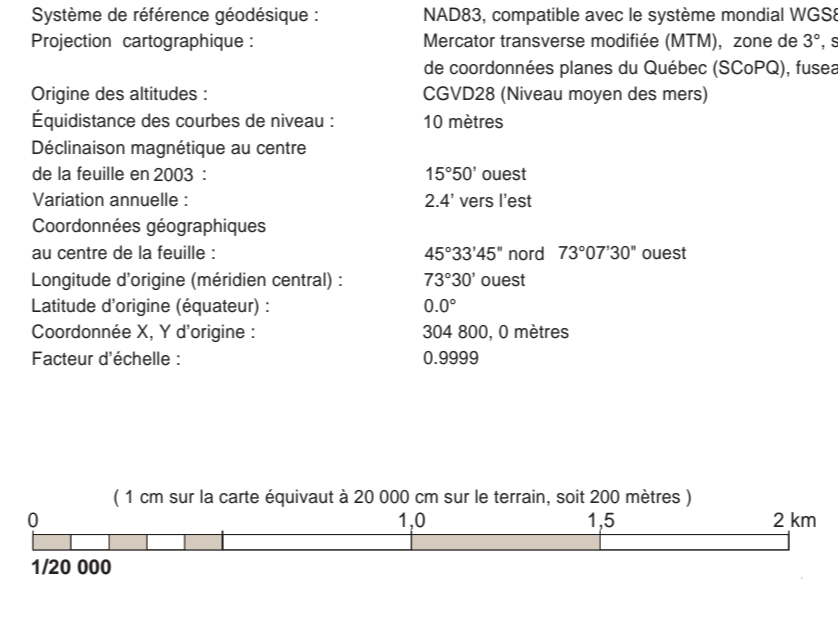 Système de référence géodésique : NAD83, compatible avec le système mondial
Projection cartographique : Mercator transverse modifiée (MTM), zone de 3°,
de coordonnées planes du Québec (SCoPQ),
Origine des altitudes : CGVD28 (Niveau moyen des mers)
Équidistance des courbes de niveau : 10 mètres
Déclinaison magnétique au centre
de la feuille en 2003 : 15°50' ouest
Variation annuelle : 2.4' vers l'est
Coordonnées géographiques
au centre de la feuille : 45°33'45" nord 73°07'30" ouest
Longitude d'origine (méridien central) : 73°30' ouest
Latitude d'origine (équateur) : 0.0°
Coordonnée X, Y d'origine : 304 800, 0 mètres
Facteur d'échelle : 0.9999
( 1 cm sur la carte équivaut à 20 000 cm sur le terrain, soit 200 mètres )
0 1,0 1,5 2 km
1/20 000